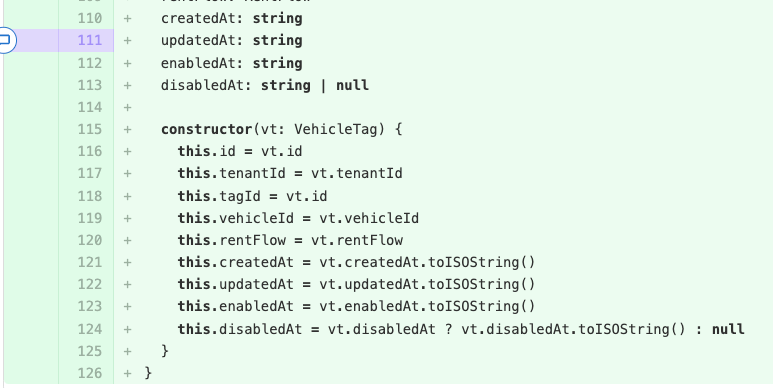 110 + createdAt: string
111 + updatedAt: string
112 + enabledAt: string
113 + disabledAt: string | null
114 +
115 + constructor(vt: VehicleTag) {
116 + this.id = vt.id
117 + this.tenantId = vt.tenantId
118 + this.tagId = vt.id
119 + this.vehicleId = vt.vehicleId
120 + this.rentFlow = vt.rentFlow
121 + this.createdAt = vt.createdAt.toISOString()
122 + this.updatedAt = vt.updatedAt.toISOString()
123 + this.enabledAt = vt.enabledAt.toISOString()
124 + this.disabledAt = vt.disabledAt ? vt.disabledAt.toISOString() : null
125 + }
126 + }